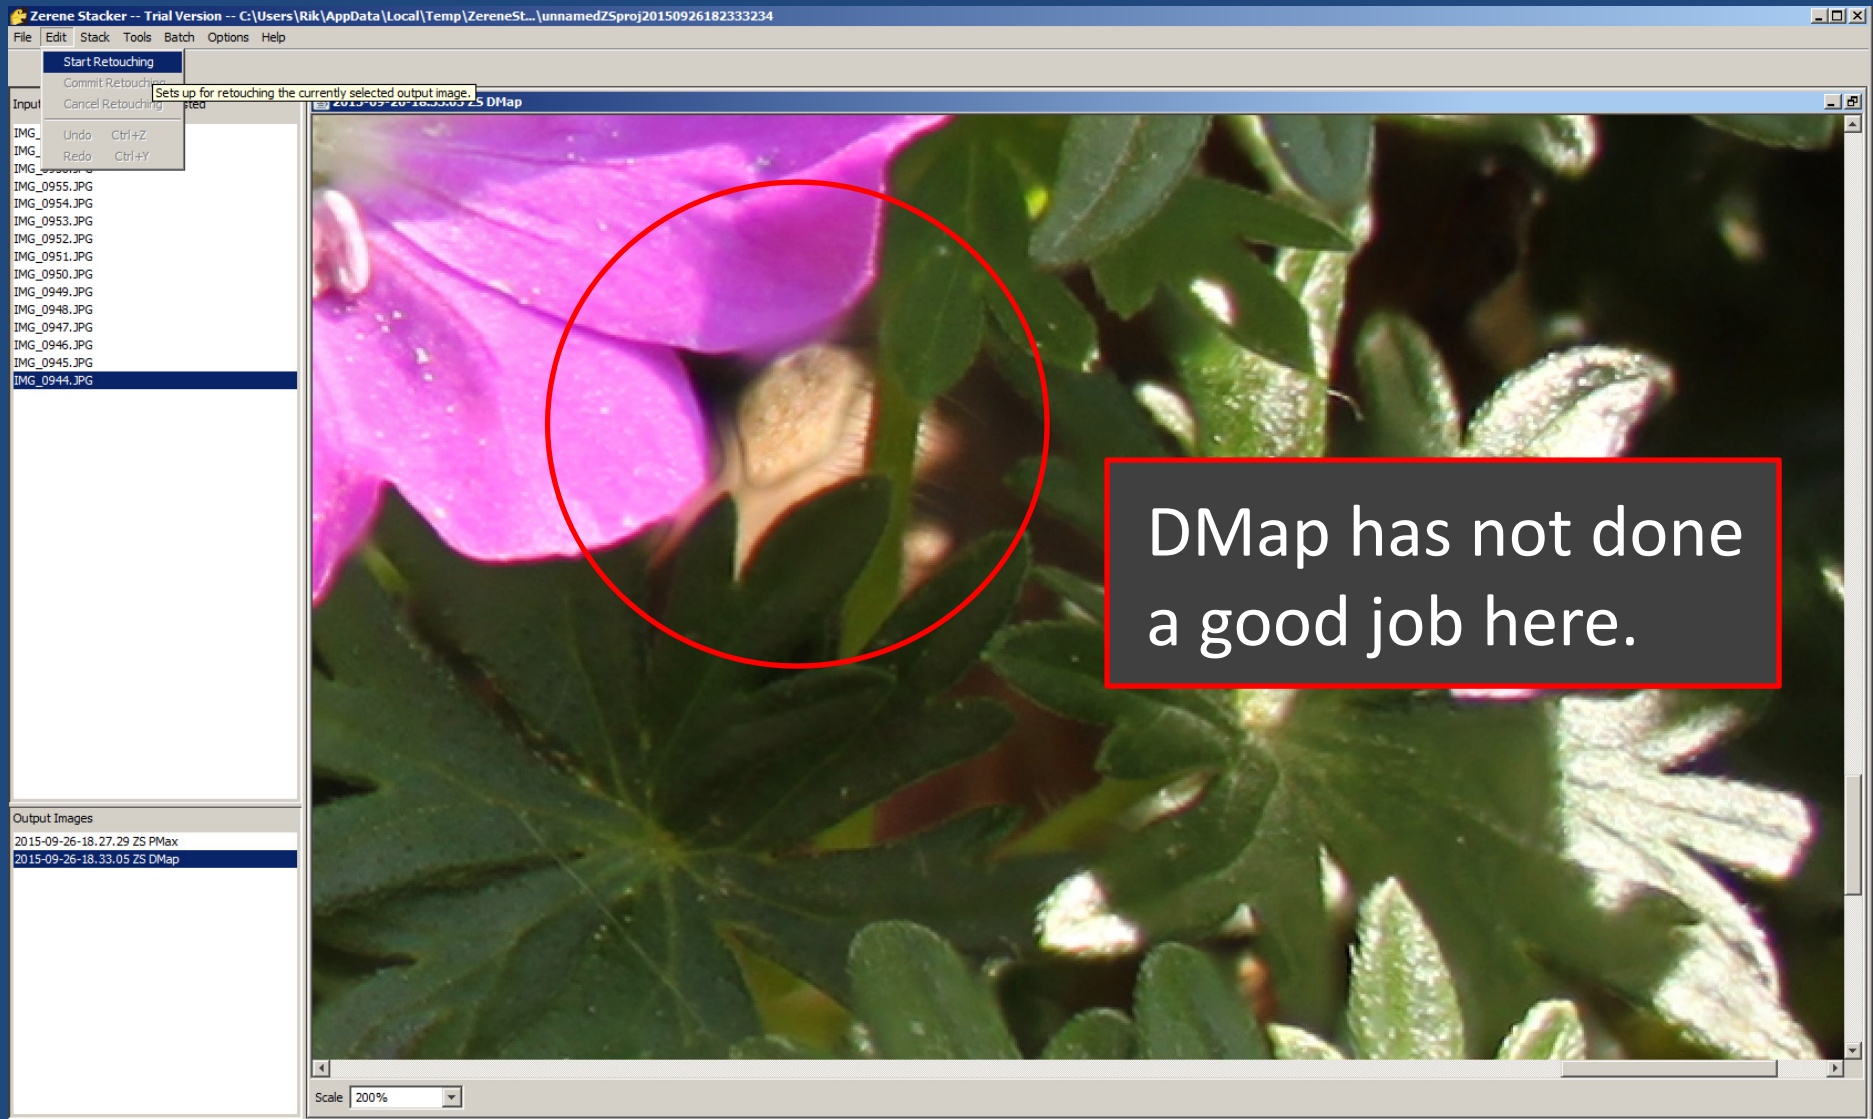 Zerene Stacker -- Trial Version -- C:\Users\Rik\AppData\Local\Temp\ZereneSt...\unnamedZSproj20150926182333234
File Edit Stack Tools Batch Options Help
Start Retouching
Commit Retouching
Sets up for retouching the currently selected output image.
Cancel Retouching
Undo Ctrl+Z
Redo Ctrl+Y
ZS DMap
IMG_0955.JPG
IMG_0954.JPG
IMG_0953.JPG
IMG_0952.JPG
IMG_0951.JPG
IMG_0950.JPG
IMG_0949.JPG
IMG_0948.JPG
IMG_0947.JPG
IMG_0946.JPG
IMG_0945.JPG
IMG_0944.JPG
DMap has not done
a good job here.
Output Images
2015-09-26-18.27.29 ZS PMax
2015-09-26-18.33.05 ZS DMap
Scale 200%